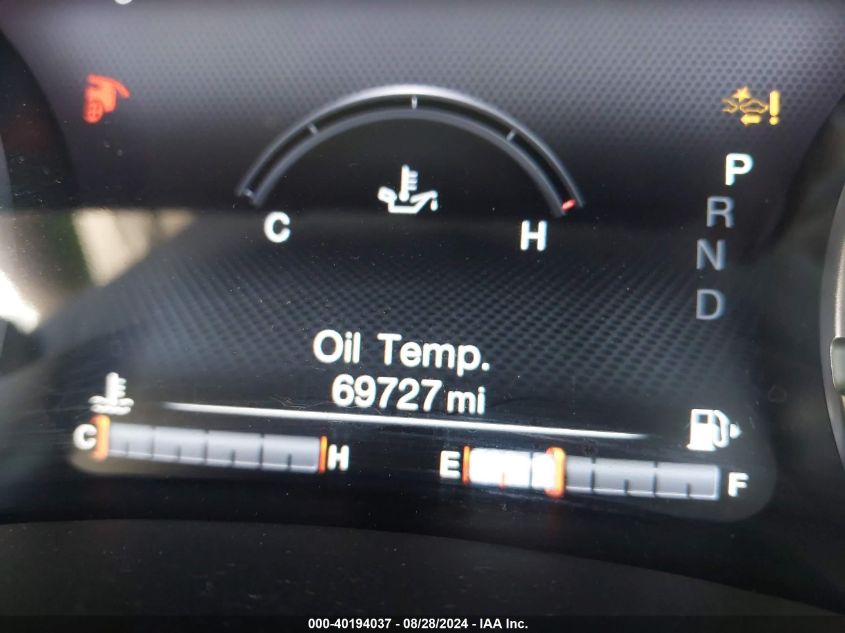 P
R
N
D
C H
Oil Temp.
69727 mi
C H E F
000-40194037 - 08/28/2024 - IAA Inc.